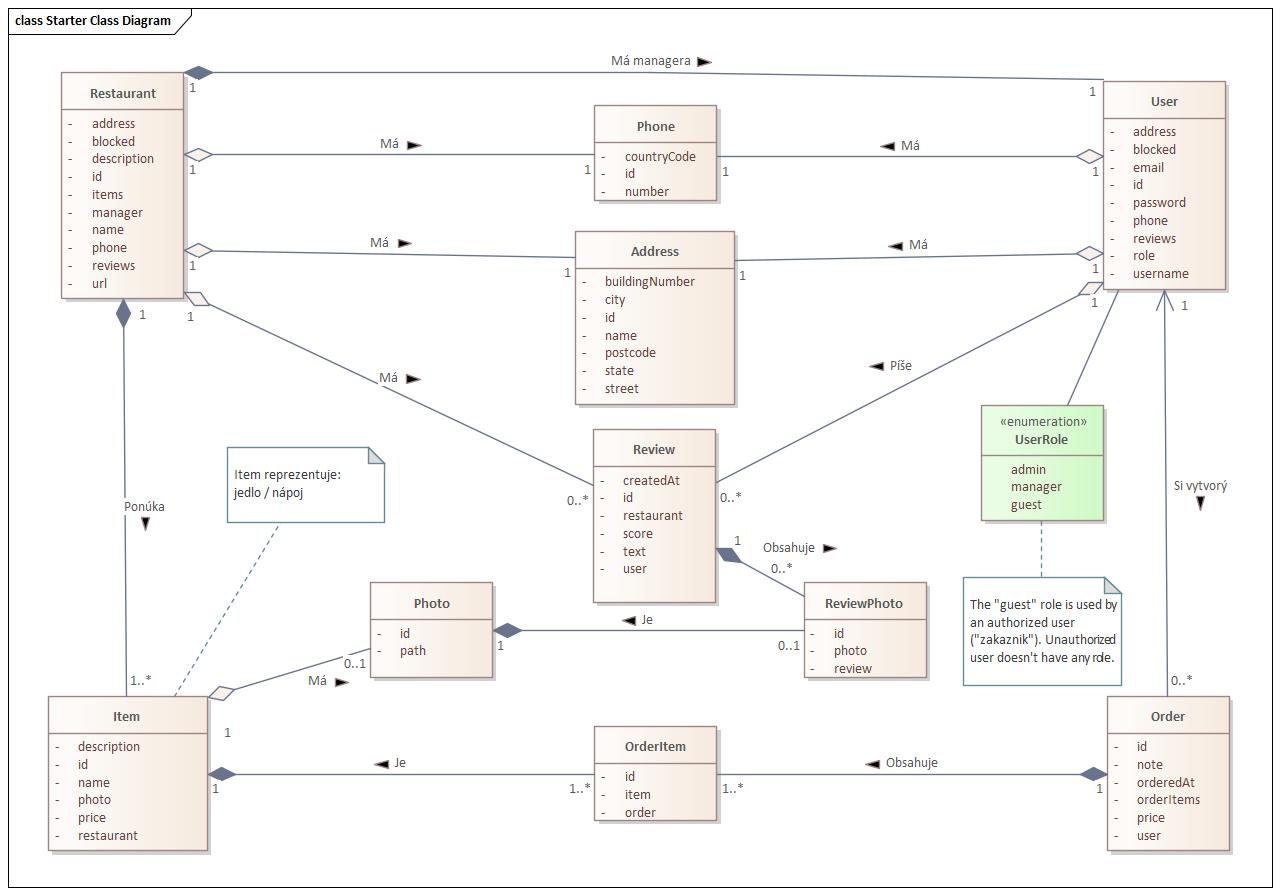 class Starter Class Diagram
Má managera
Restaurant
- address
- blocked
- description
- id
- items
- manager
- name
- phone
- reviews
- url
1
1
User
- address
- blocked
- email
- id
- password
- phone
- reviews
- role
- username
Phone
- countryCode
- id
- number
Má
1
1
Má
1
1
Address
- buildingNumber
- city
- id
- name
- postcode
- state
- street
Má
1
1
Má
1
1
Má
1
0..*
Píše
1
0..*
Review
- createdAt
- id
- restaurant
- score
- text
- user
«enumeration»
UserRole
admin
manager
guest
Si vytvorý
1
0..*
1
Ponúka
1..*
Item reprezentuje:
jedlo / nápoj
1
Obsahuje
0..*
The "guest" role is used by
an authorized user
("zakaznik"). Unauthorized
user doesn't have any role.
Photo
- id
- path
Je
1
0..1
ReviewPhoto
- id
- photo
- review
0..1
Má
1
Item
- description
- id
- name
- photo
- price
- restaurant
Je
1
1..*
OrderItem
- id
- item
- order
Obsahuje
1..*
1
Order
- id
- note
- orderedAt
- orderItems
- price
- user